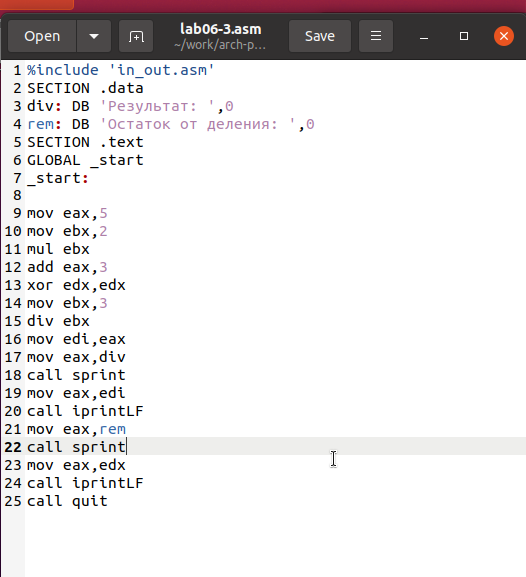 Open
lab06-3.asm
~/work/arch-p...
Save
1 %include 'in_out.asm'
2 SECTION .data
3 div: DB 'Результат: ',0
4 rem: DB 'Остаток от деления: ',0
5 SECTION .text
6 GLOBAL _start
7 _start:
8
9 mov eax,5
10 mov ebx,2
11 mul ebx
12 add eax,3
13 xor edx,edx
14 mov ebx,3
15 div ebx
16 mov edi,eax
17 mov eax,div
18 call sprint
19 mov eax,edi
20 call iprintLF
21 mov eax,rem
22 call sprint
23 mov eax,edx
24 call iprintLF
25 call quit